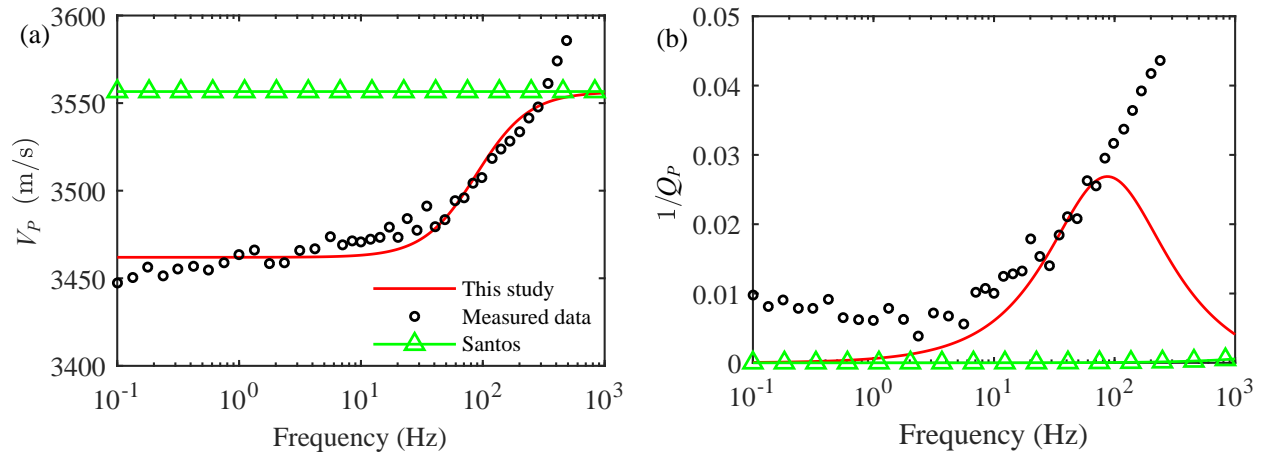 (a)
3600
3550
3500
3450
3400
V_P (m/s)
This study
Measured data
Santos
10^-1
10^0
10^1
10^2
10^3
Frequency (Hz)
(b)
0.05
0.04
0.03
0.02
0.01
0
1/Q_P
10^-1
10^0
10^1
10^2
10^3
Frequency (Hz)